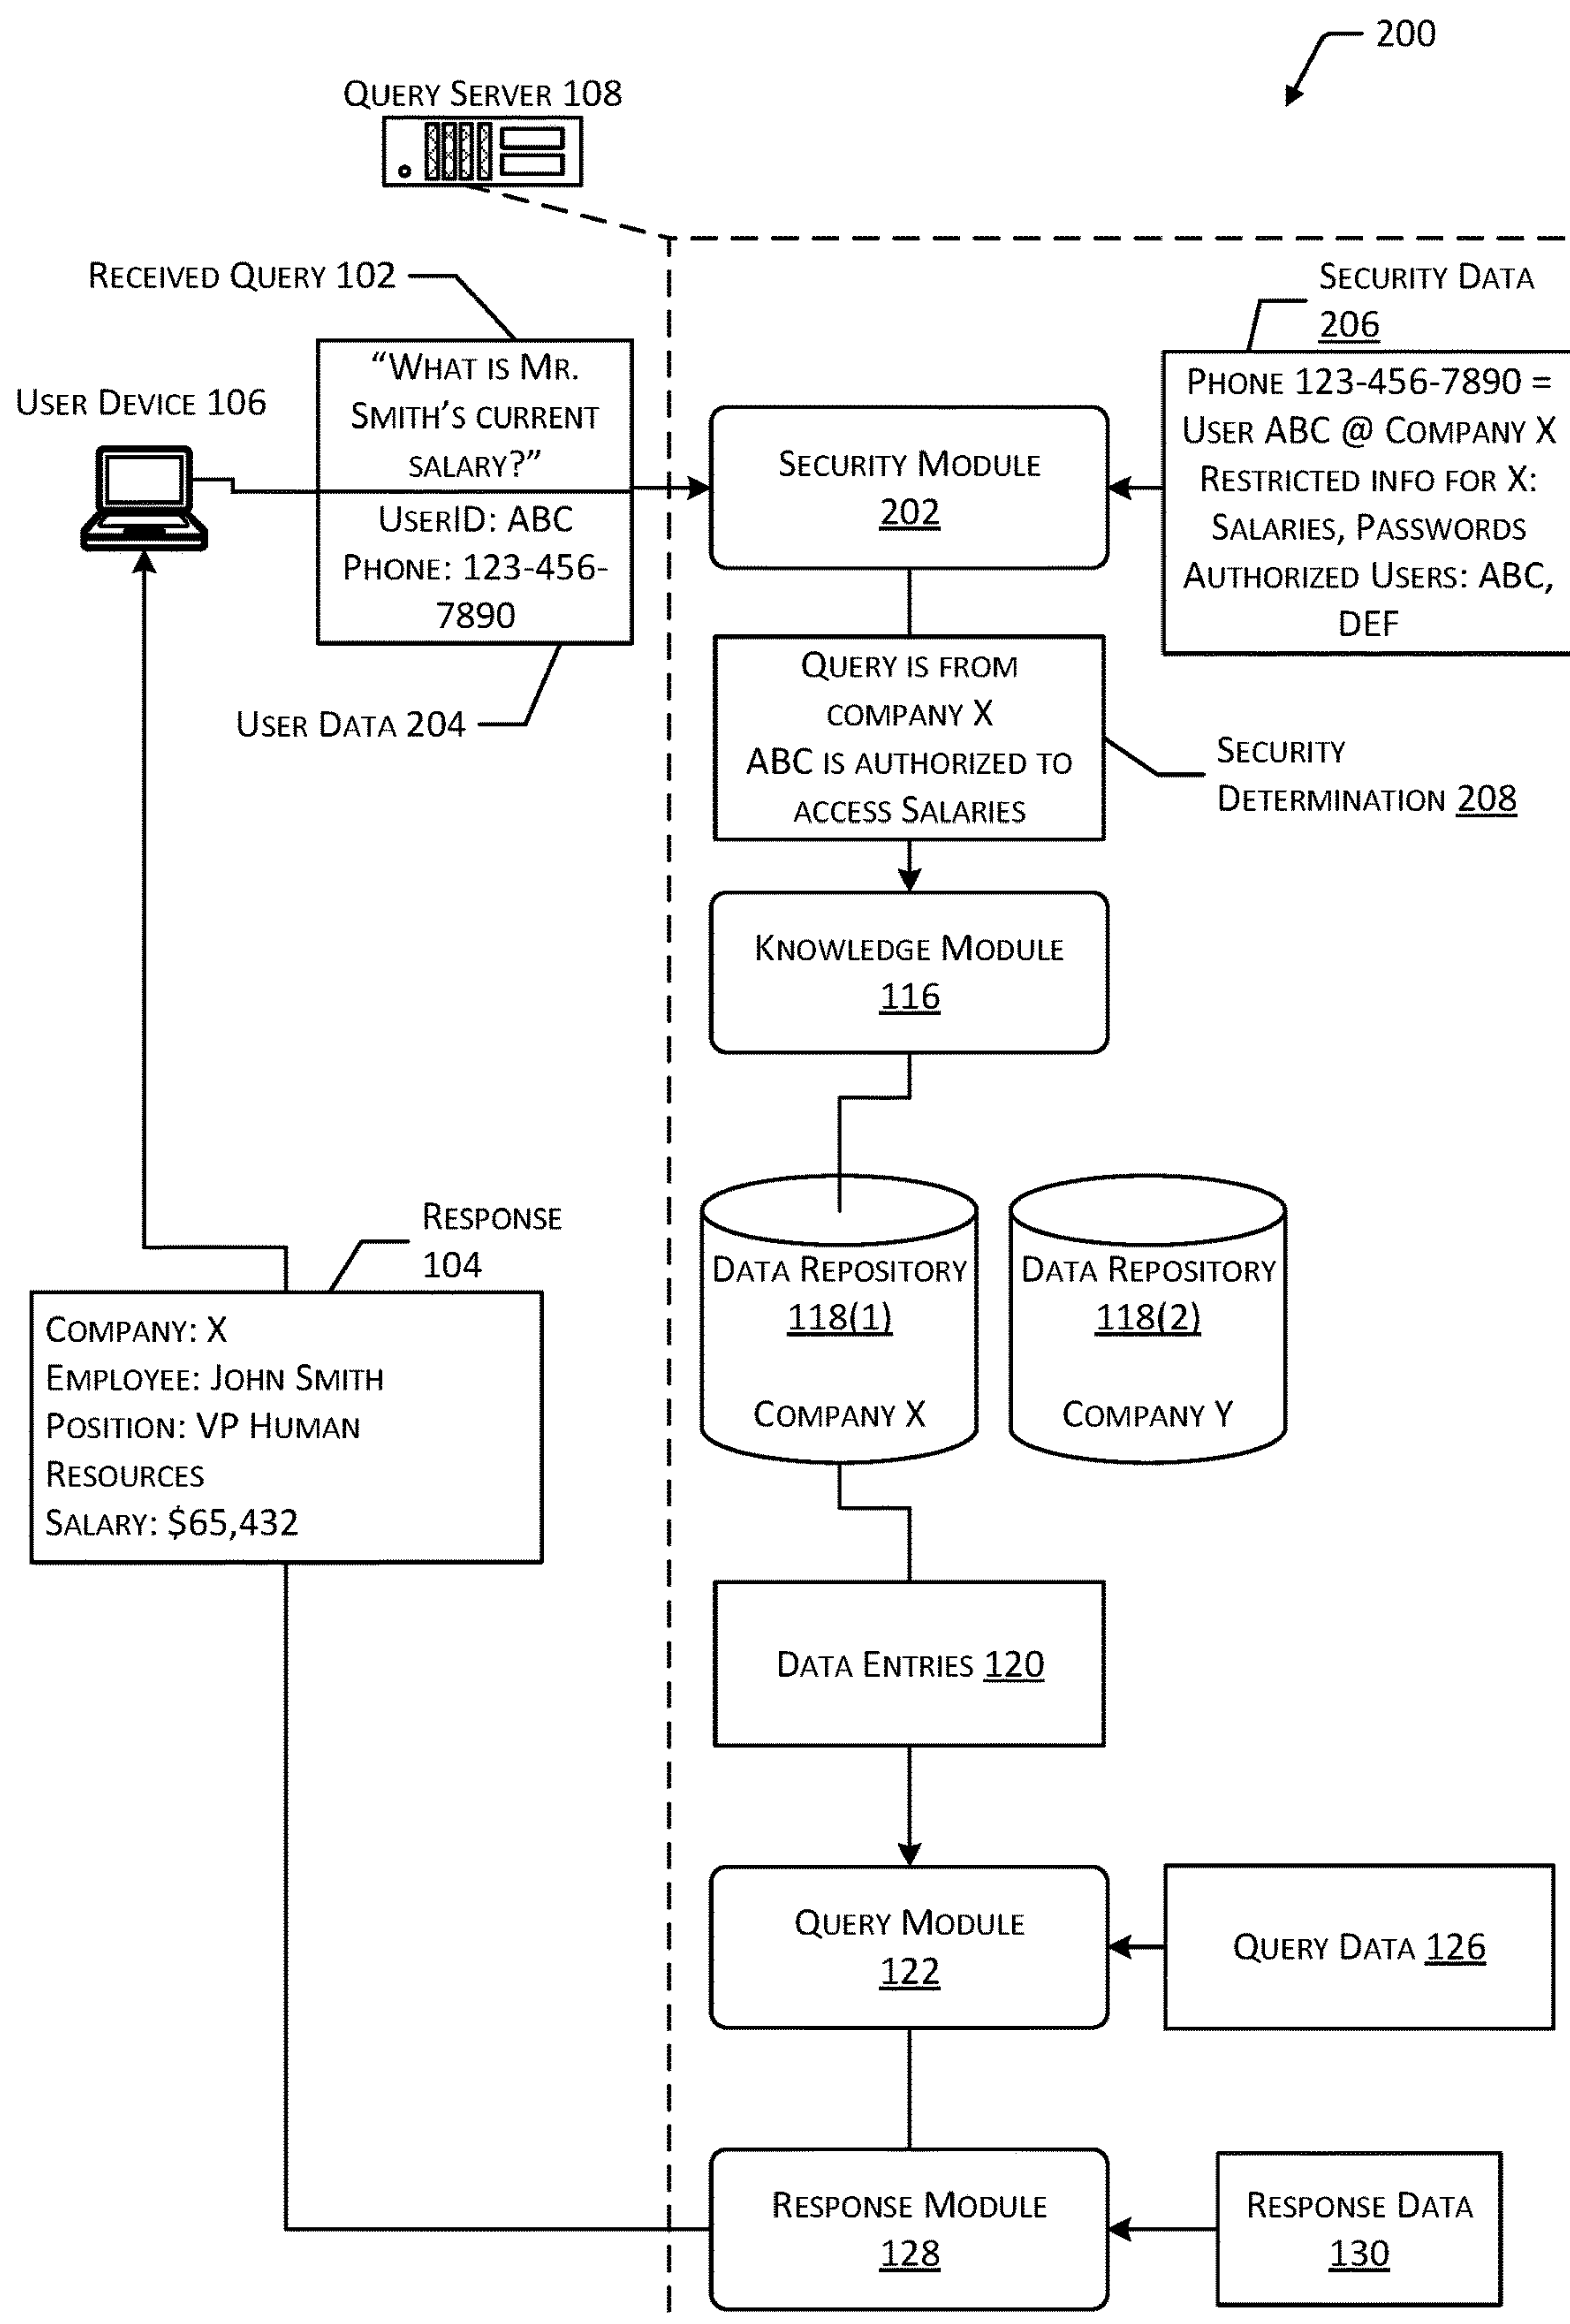 200
Query Server 108
Received Query 102
Security Data
206
"What is Mr.
Smith's current
salary?"
UserID: ABC
Phone: 123-456-
7890
User Device 106
User Data 204
Security Module
202
Phone 123-456-7890 =
User ABC @ Company X
Restricted info for X:
Salaries, Passwords
Authorized Users: ABC,
DEF
Query is from
company X
ABC is authorized to
access Salaries
Security
Determination 208
Knowledge Module
116
Data Repository
118(1)
Company X
Data Repository
118(2)
Company Y
Response
104
Company: X
Employee: John Smith
Position: VP Human
Resources
Salary: $65,432
Data Entries 120
Query Module
122
Query Data 126
Response Module
128
Response Data
130